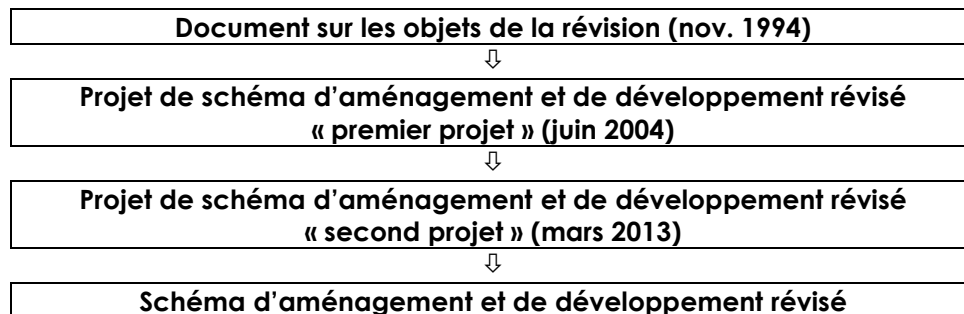 Document sur les objets de la révision (nov. 1994)
⇩
Projet de schéma d’aménagement et de développement révisé
« premier projet » (juin 2004)
⇩
Projet de schéma d’aménagement et de développement révisé
« second projet » (mars 2013)
⇩
Schéma d’aménagement et de développement révisé